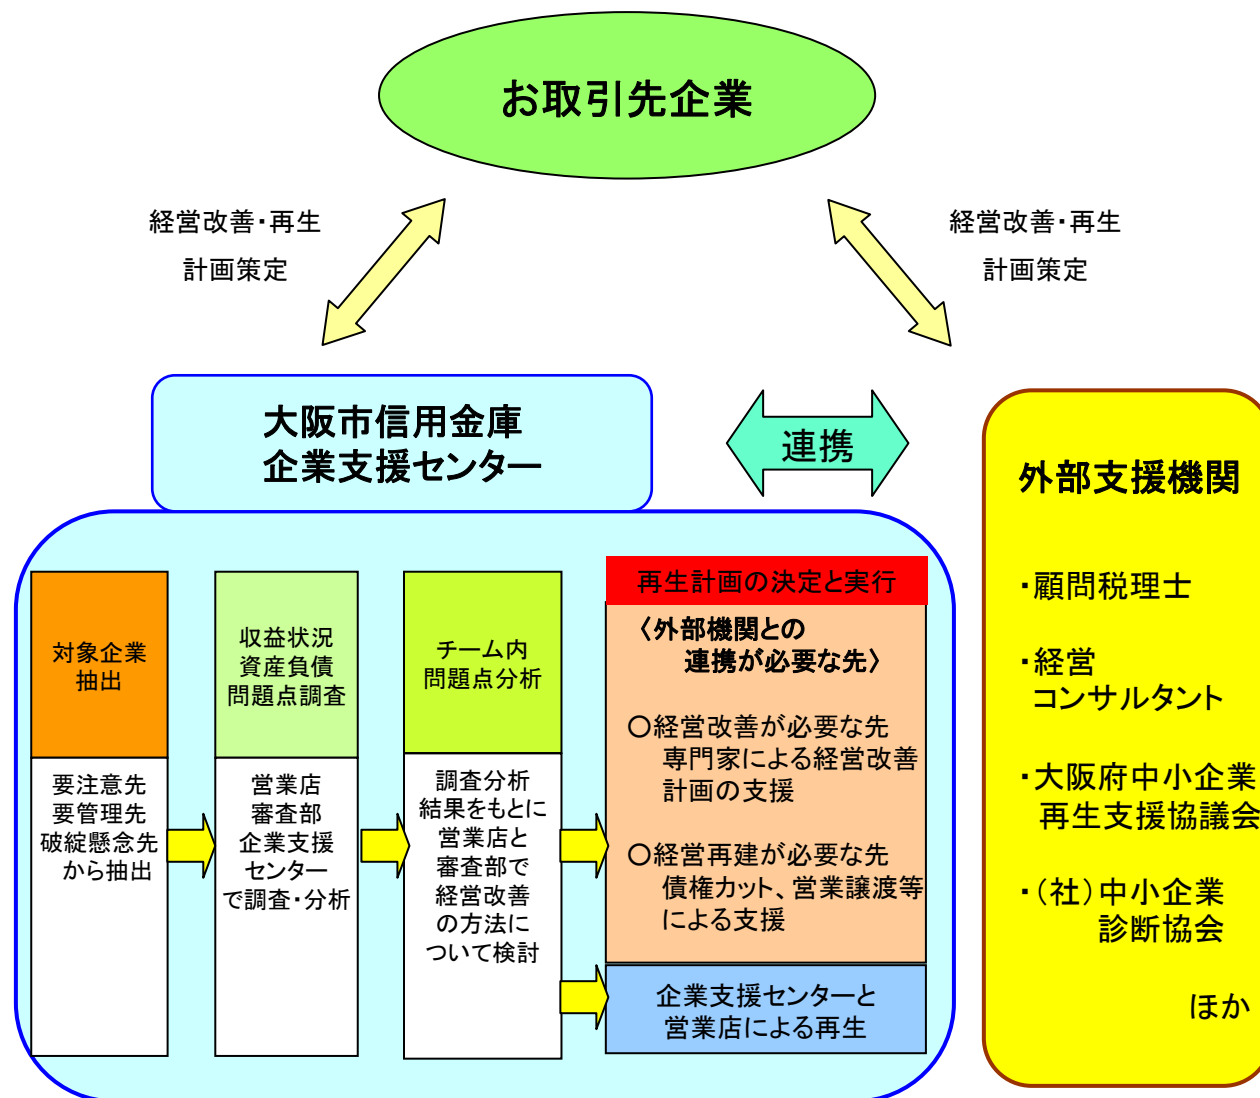 お取引先企業
経営改善・再生
計画策定
経営改善・再生
計画策定
大阪市信用金庫
企業支援センター
連携
対象企業
抽出
要注意先
要管理先
破綻懸念先
から抽出
収益状況
資産負債
問題点調査
営業店
審査部
企業支援
センター
で調査・分析
チーム内
問題点分析
調査分析
結果をもとに
営業店と
審査部で
経営改善
の方法に
ついて検討
再生計画の決定と実行
〈外部機関との
連携が必要な先〉
○経営改善が必要な先
専門家による経営改善
計画の支援
○経営再建が必要な先
債権カット、営業譲渡等
による支援
企業支援センターと
営業店による再生
外部支援機関
・顧問税理士
・経営
コンサルタント
・大阪府中小企業
再生支援協議会
・（社）中小企業
診断協会
ほか